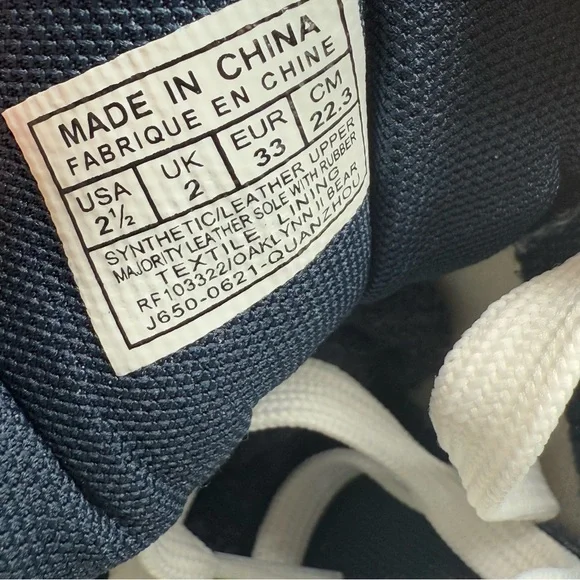 MADE IN CHINA
FABRIQUE EN CHINE
USA UK EUR CM
2½ 2 33 22.3
SYNTHETIC/LEATHER UPPER
MAJORITY LEATHER SOLE WITH RUBBER
TEXTILE LINING
RF103322/OAKLYNN II BEAR
J650-0621-QUANZHOU